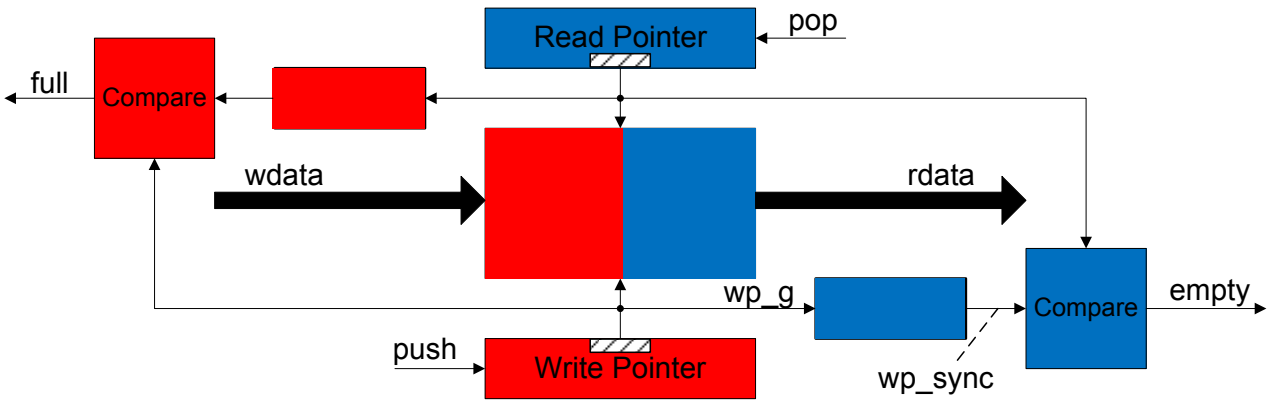 Read Pointer
pop
full
Compare
wdata
rdata
wp_g
Compare
empty
push
Write Pointer
wp_sync